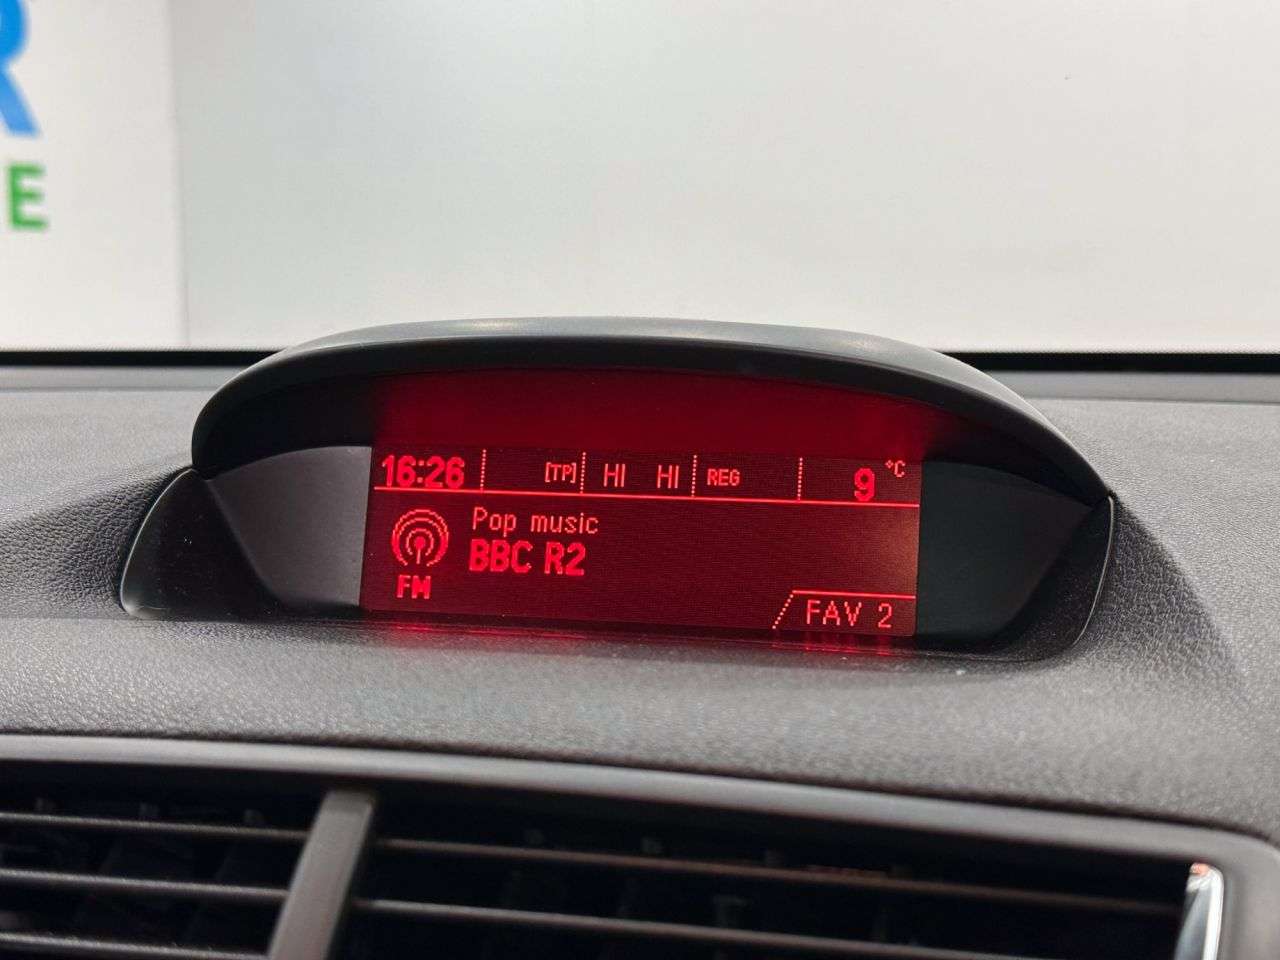 R
E
16:26 [TP] HI HI REG 9 °C
Pop music
BBC R2
FM
FAV 2